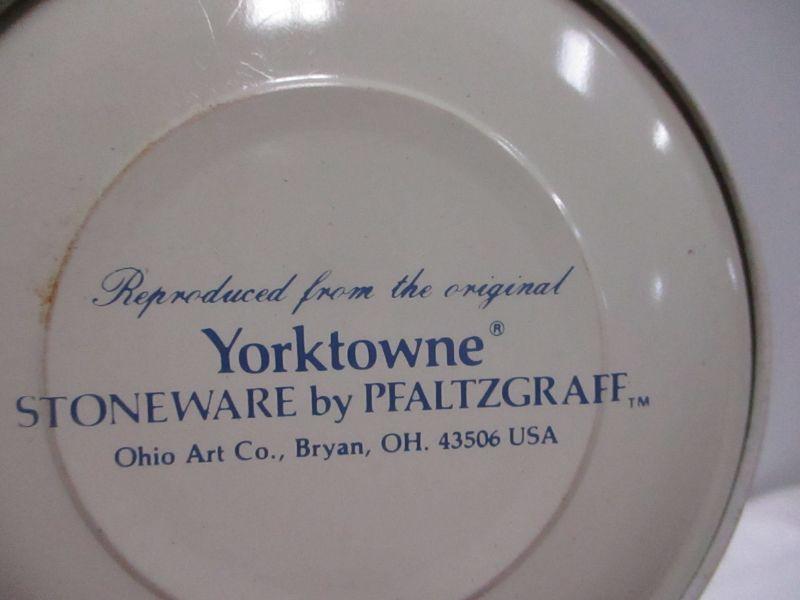 Reproduced from the original
Yorktowne®
STONEWARE by PFALTZGRAFF™
Ohio Art Co., Bryan, OH. 43506 USA